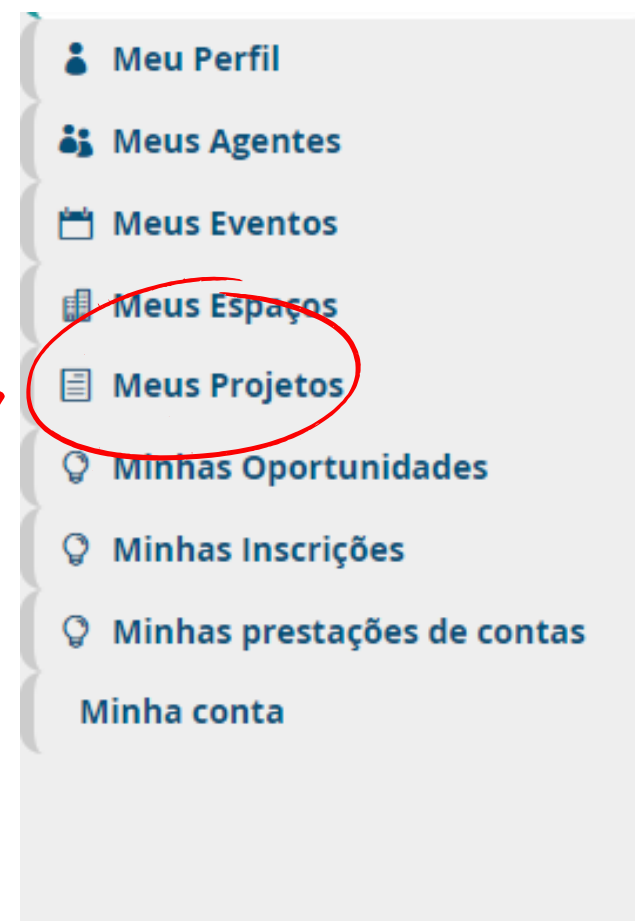 Meu Perfil
Meus Agentes
Meus Eventos
Meus Espaços
Meus Projetos
Minhas Oportunidades
Minhas Inscrições
Minhas prestações de contas
Minha conta